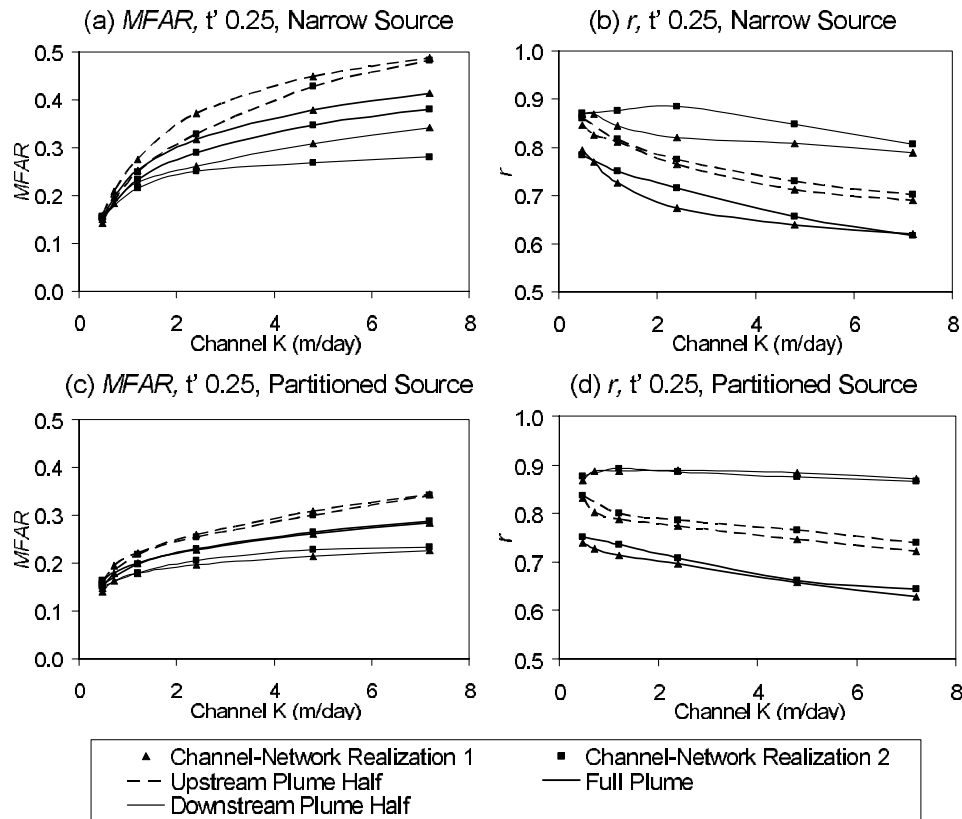 (a) MFAR, t' 0.25, Narrow Source
0.5
0.4
0.3
0.2
0.1
0.0
MFAR
0 2 4 6 8
Channel K (m/day)
(b) r, t' 0.25, Narrow Source
1.0
0.9
0.8
0.7
0.6
0.5
r
0 2 4 6 8
Channel K (m/day)
(c) MFAR, t' 0.25, Partitioned Source
0.5
0.4
0.3
0.2
0.1
0.0
MFAR
0 2 4 6 8
Channel K (m/day)
(d) r, t' 0.25, Partitioned Source
1.0
0.9
0.8
0.7
0.6
0.5
r
0 2 4 6 8
Channel K (m/day)
Channel-Network Realization 1
Channel-Network Realization 2
Upstream Plume Half
Full Plume
Downstream Plume Half